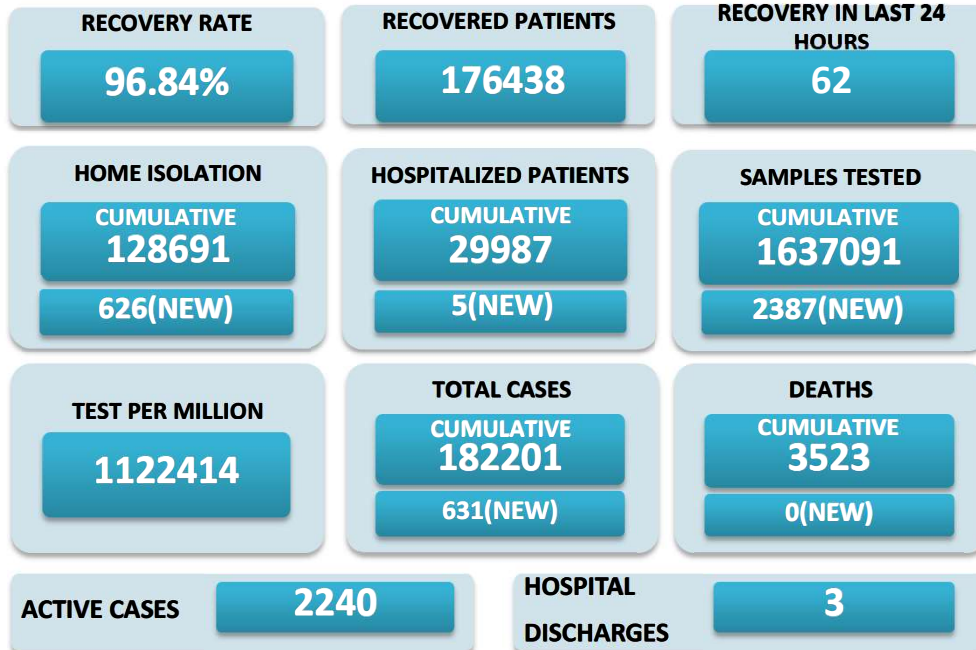 RECOVERY RATE
96.84%
RECOVERED PATIENTS
176438
RECOVERY IN LAST 24
HOURS
62
HOME ISOLATION
CUMULATIVE
128691
626(NEW)
HOSPITALIZED PATIENTS
CUMULATIVE
29987
5(NEW)
SAMPLES TESTED
CUMULATIVE
1637091
2387(NEW)
TEST PER MILLION
1122414
TOTAL CASES
CUMULATIVE
182201
631(NEW)
DEATHS
CUMULATIVE
3523
0(NEW)
ACTIVE CASES
2240
HOSPITAL
DISCHARGES
3